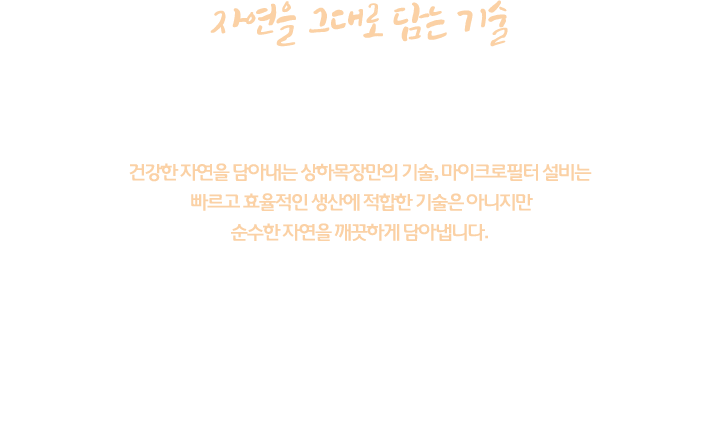 자연을 그대로 담는 기술
건강한 자연을 담아내는 상하목장만의 기술, 마이크로필터 설비는
빠르고 효율적인 생산에 적합한 기술은 아니지만
순수한 자연을 깨끗하게 담아냅니다.